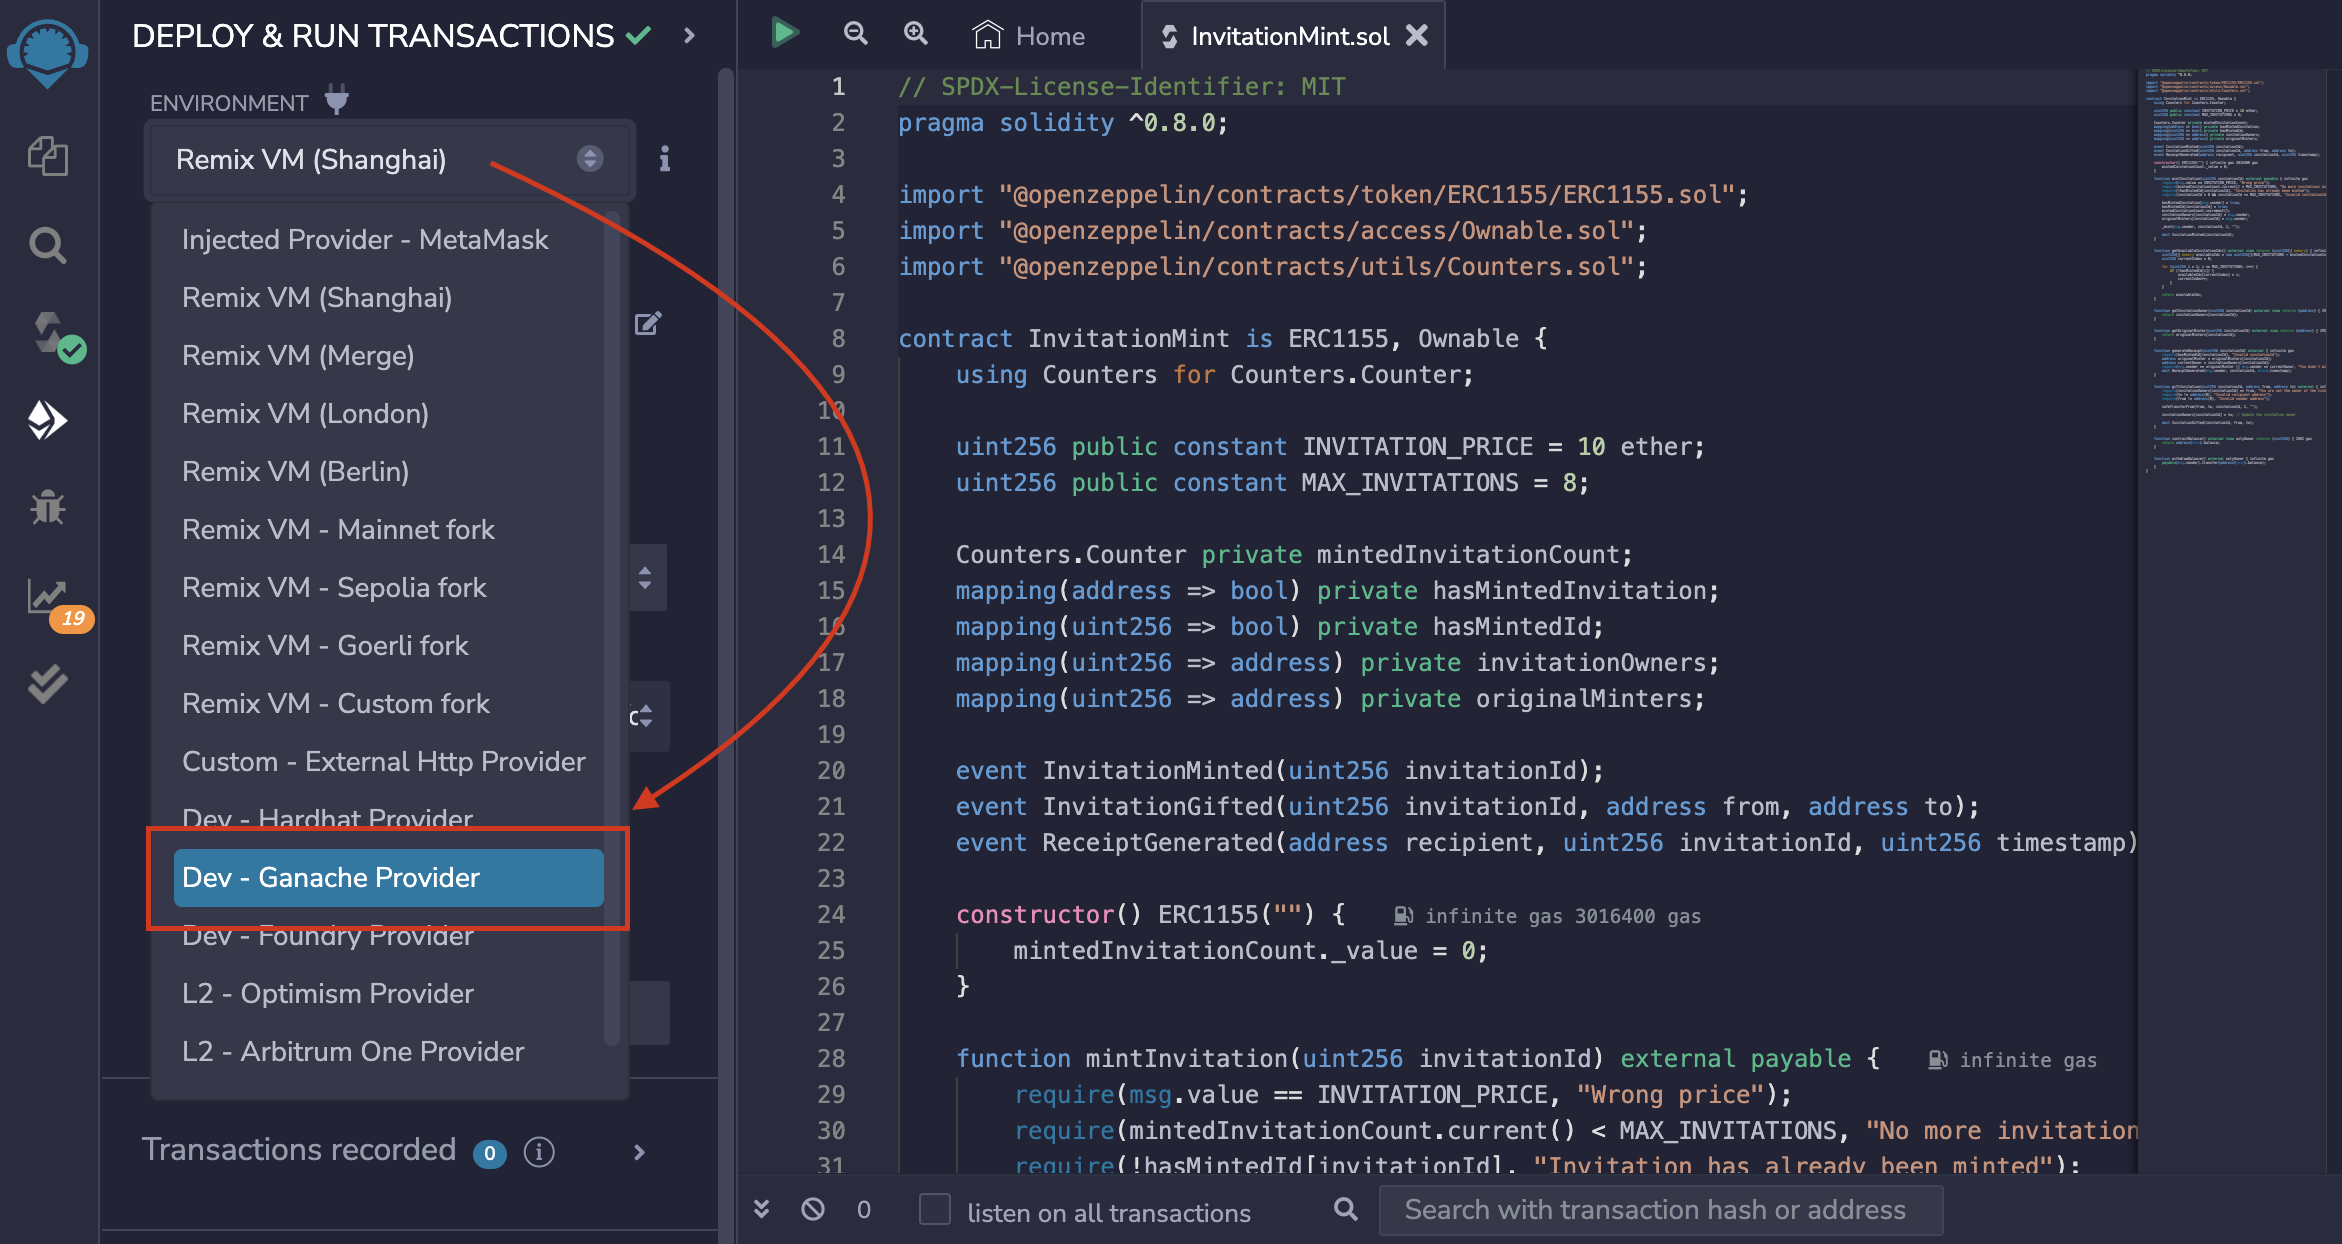 DEPLOY & RUN TRANSACTIONS
ENVIRONMENT
Remix VM (Shanghai)
Injected Provider - MetaMask
Remix VM (Shanghai)
Remix VM (Merge)
Remix VM (London)
Remix VM (Berlin)
Remix VM - Mainnet fork
Remix VM - Sepolia fork
Remix VM - Goerli fork
Remix VM - Custom fork
Custom - External Http Provider
Dev - Hardhat Provider
Dev - Ganache Provider
Dev - Foundry Provider
L2 - Optimism Provider
L2 - Arbitrum One Provider
Transactions recorded 0 i
19
c
Home
InvitationMint.sol
1 // SPDX-License-Identifier: MIT
2 pragma solidity ^0.8.0;
3
4 import "@openzeppelin/contracts/token/ERC1155/ERC1155.sol";
5 import "@openzeppelin/contracts/access/Ownable.sol";
6 import "@openzeppelin/contracts/utils/Counters.sol";
7
8 contract InvitationMint is ERC1155, Ownable {
9 using Counters for Counters.Counter;
10
11 uint256 public constant INVITATION_PRICE = 10 ether;
12 uint256 public constant MAX_INVITATIONS = 8;
13
14 Counters.Counter private mintedInvitationCount;
15 mapping(address => bool) private hasMintedInvitation;
16 mapping(uint256 => bool) private hasMintedId;
17 mapping(uint256 => address) private invitationOwners;
18 mapping(uint256 => address) private originalMinters;
19
20 event InvitationMinted(uint256 invitationId);
21 event InvitationGifted(uint256 invitationId, address from, address to);
22 event ReceiptGenerated(address recipient, uint256 invitationId, uint256 timestamp)
23
24 constructor() ERC1155("") { infinite gas 3016400 gas
25 mintedInvitationCount._value = 0;
26 }
27
28 function mintInvitation(uint256 invitationId) external payable { infinite gas
29 require(msg.value == INVITATION_PRICE, "Wrong price");
30 require(mintedInvitationCount.current() < MAX_INVITATIONS, "No more invitation
31 require(!hasMintedId[invitationId], "Invitation has already been minted");
0
listen on all transactions
Search with transaction hash or address